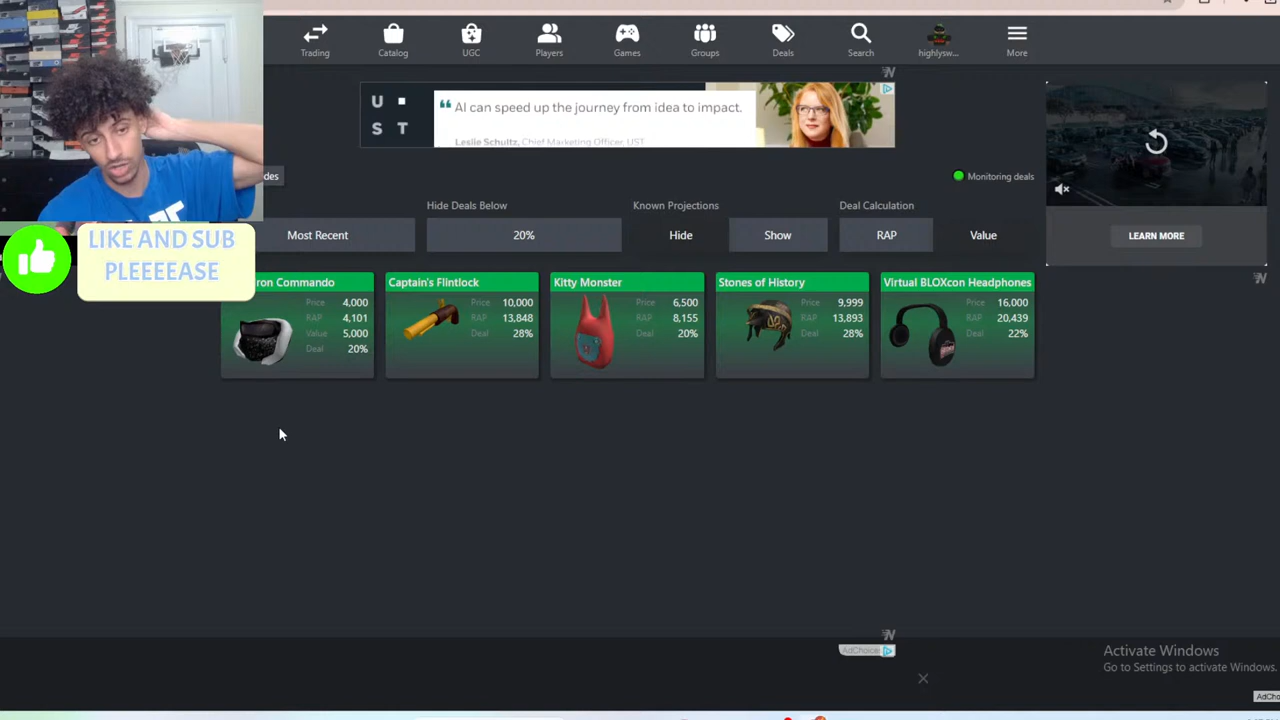 Trading
Catalog
UGC
Players
Games
Groups
Deals
Search
highlysw...
More
U
S T
AI can speed up the journey from idea to impact.
Leslie Schultz, Chief Marketing Officer, UST
des
Monitoring deals
Hide Deals Below
Known Projections
Deal Calculation
Most Recent
20%
Hide
Show
RAP
Value
LEARN MORE
LIKE AND SUB
PLEEEEASE
ron Commando
Price 4,000
RAP 4,101
Value 5,000
Deal 20%
Captain's Flintlock
Price 10,000
RAP 13,848
Deal 28%
Kitty Monster
Price 6,500
RAP 8,155
Deal 20%
Stones of History
Price 9,999
RAP 13,893
Deal 28%
Virtual BLOXcon Headphones
Price 16,000
RAP 20,439
Deal 22%
AdChoices
Activate Windows
Go to Settings to activate Windows.
AdCho